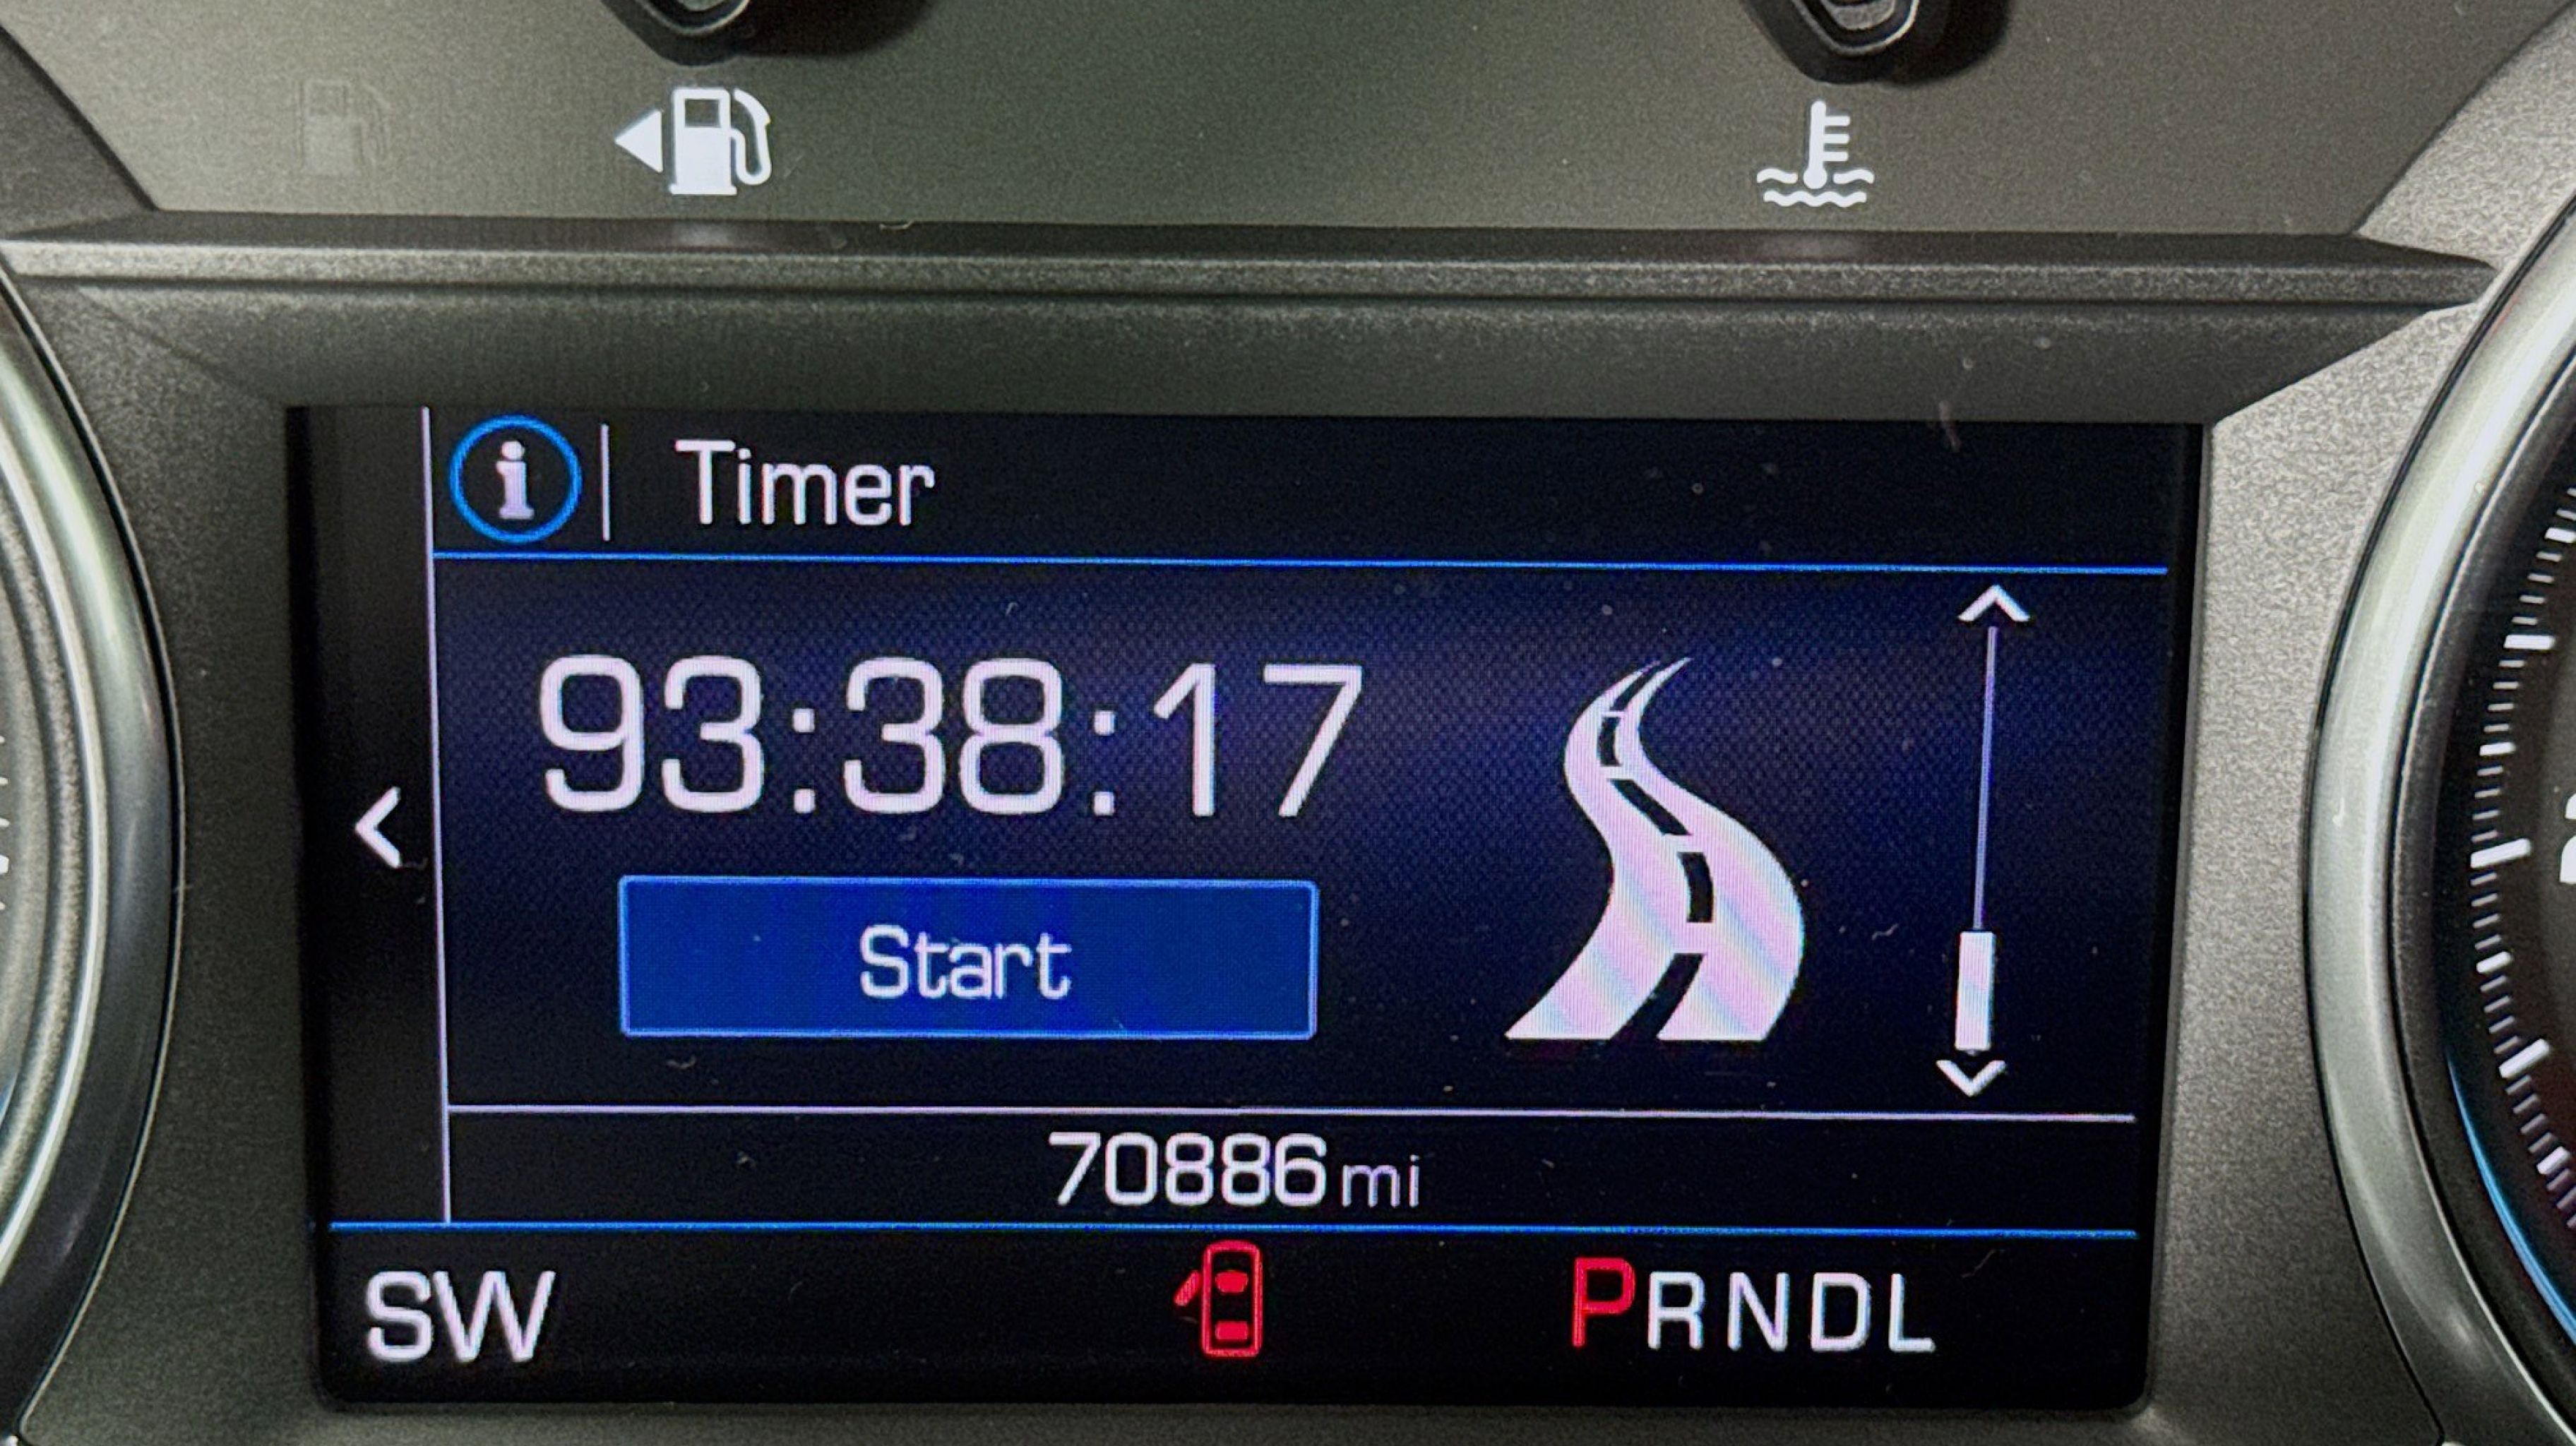 i Timer
93:38:17
Start
70886 mi
SW PRNDL